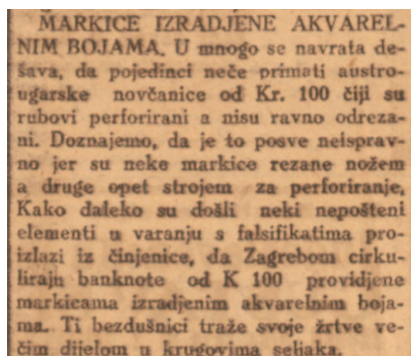 MARKICE IZRADJENE AKVAREL-
NIM BOJAMA. U mnogo se navrata de-
šava, da pojedinci neče primati austro-
ugarske novčanice od Kr. 100 čiji su
rubovi perforirani a nisu ravno odreza-
ni. Doznajemo, da je to posve neisprav-
no jer su neke markice rezane nožem
a druge opet strojem za perforiranje.
Kako daleko su došli neki nepošteni
elementi u varanju s falsifikatima pro-
izlazi iz činjenice, da Zagrebom cirku-
liraju banknote od K 100 providjene
markicama izradjenim akvarelnim boja-
ma. Ti bezdušnici traže svoje žrtve ve-
čim dijelom u krugovima seljaka.